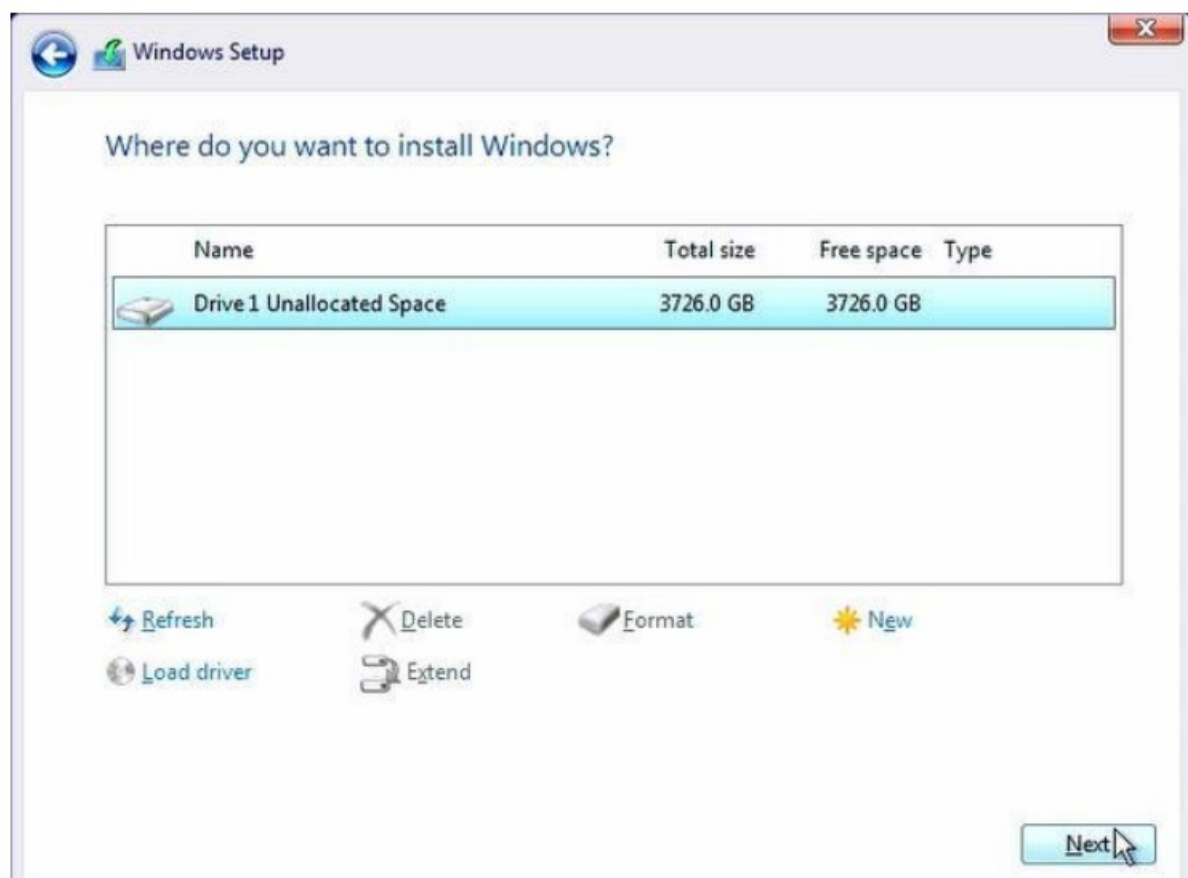 Windows Setup
Where do you want to install Windows?
Name Total size Free space Type
Drive 1 Unallocated Space 3726.0 GB 3726.0 GB
Refresh Delete Format New
Load driver Extend
Next